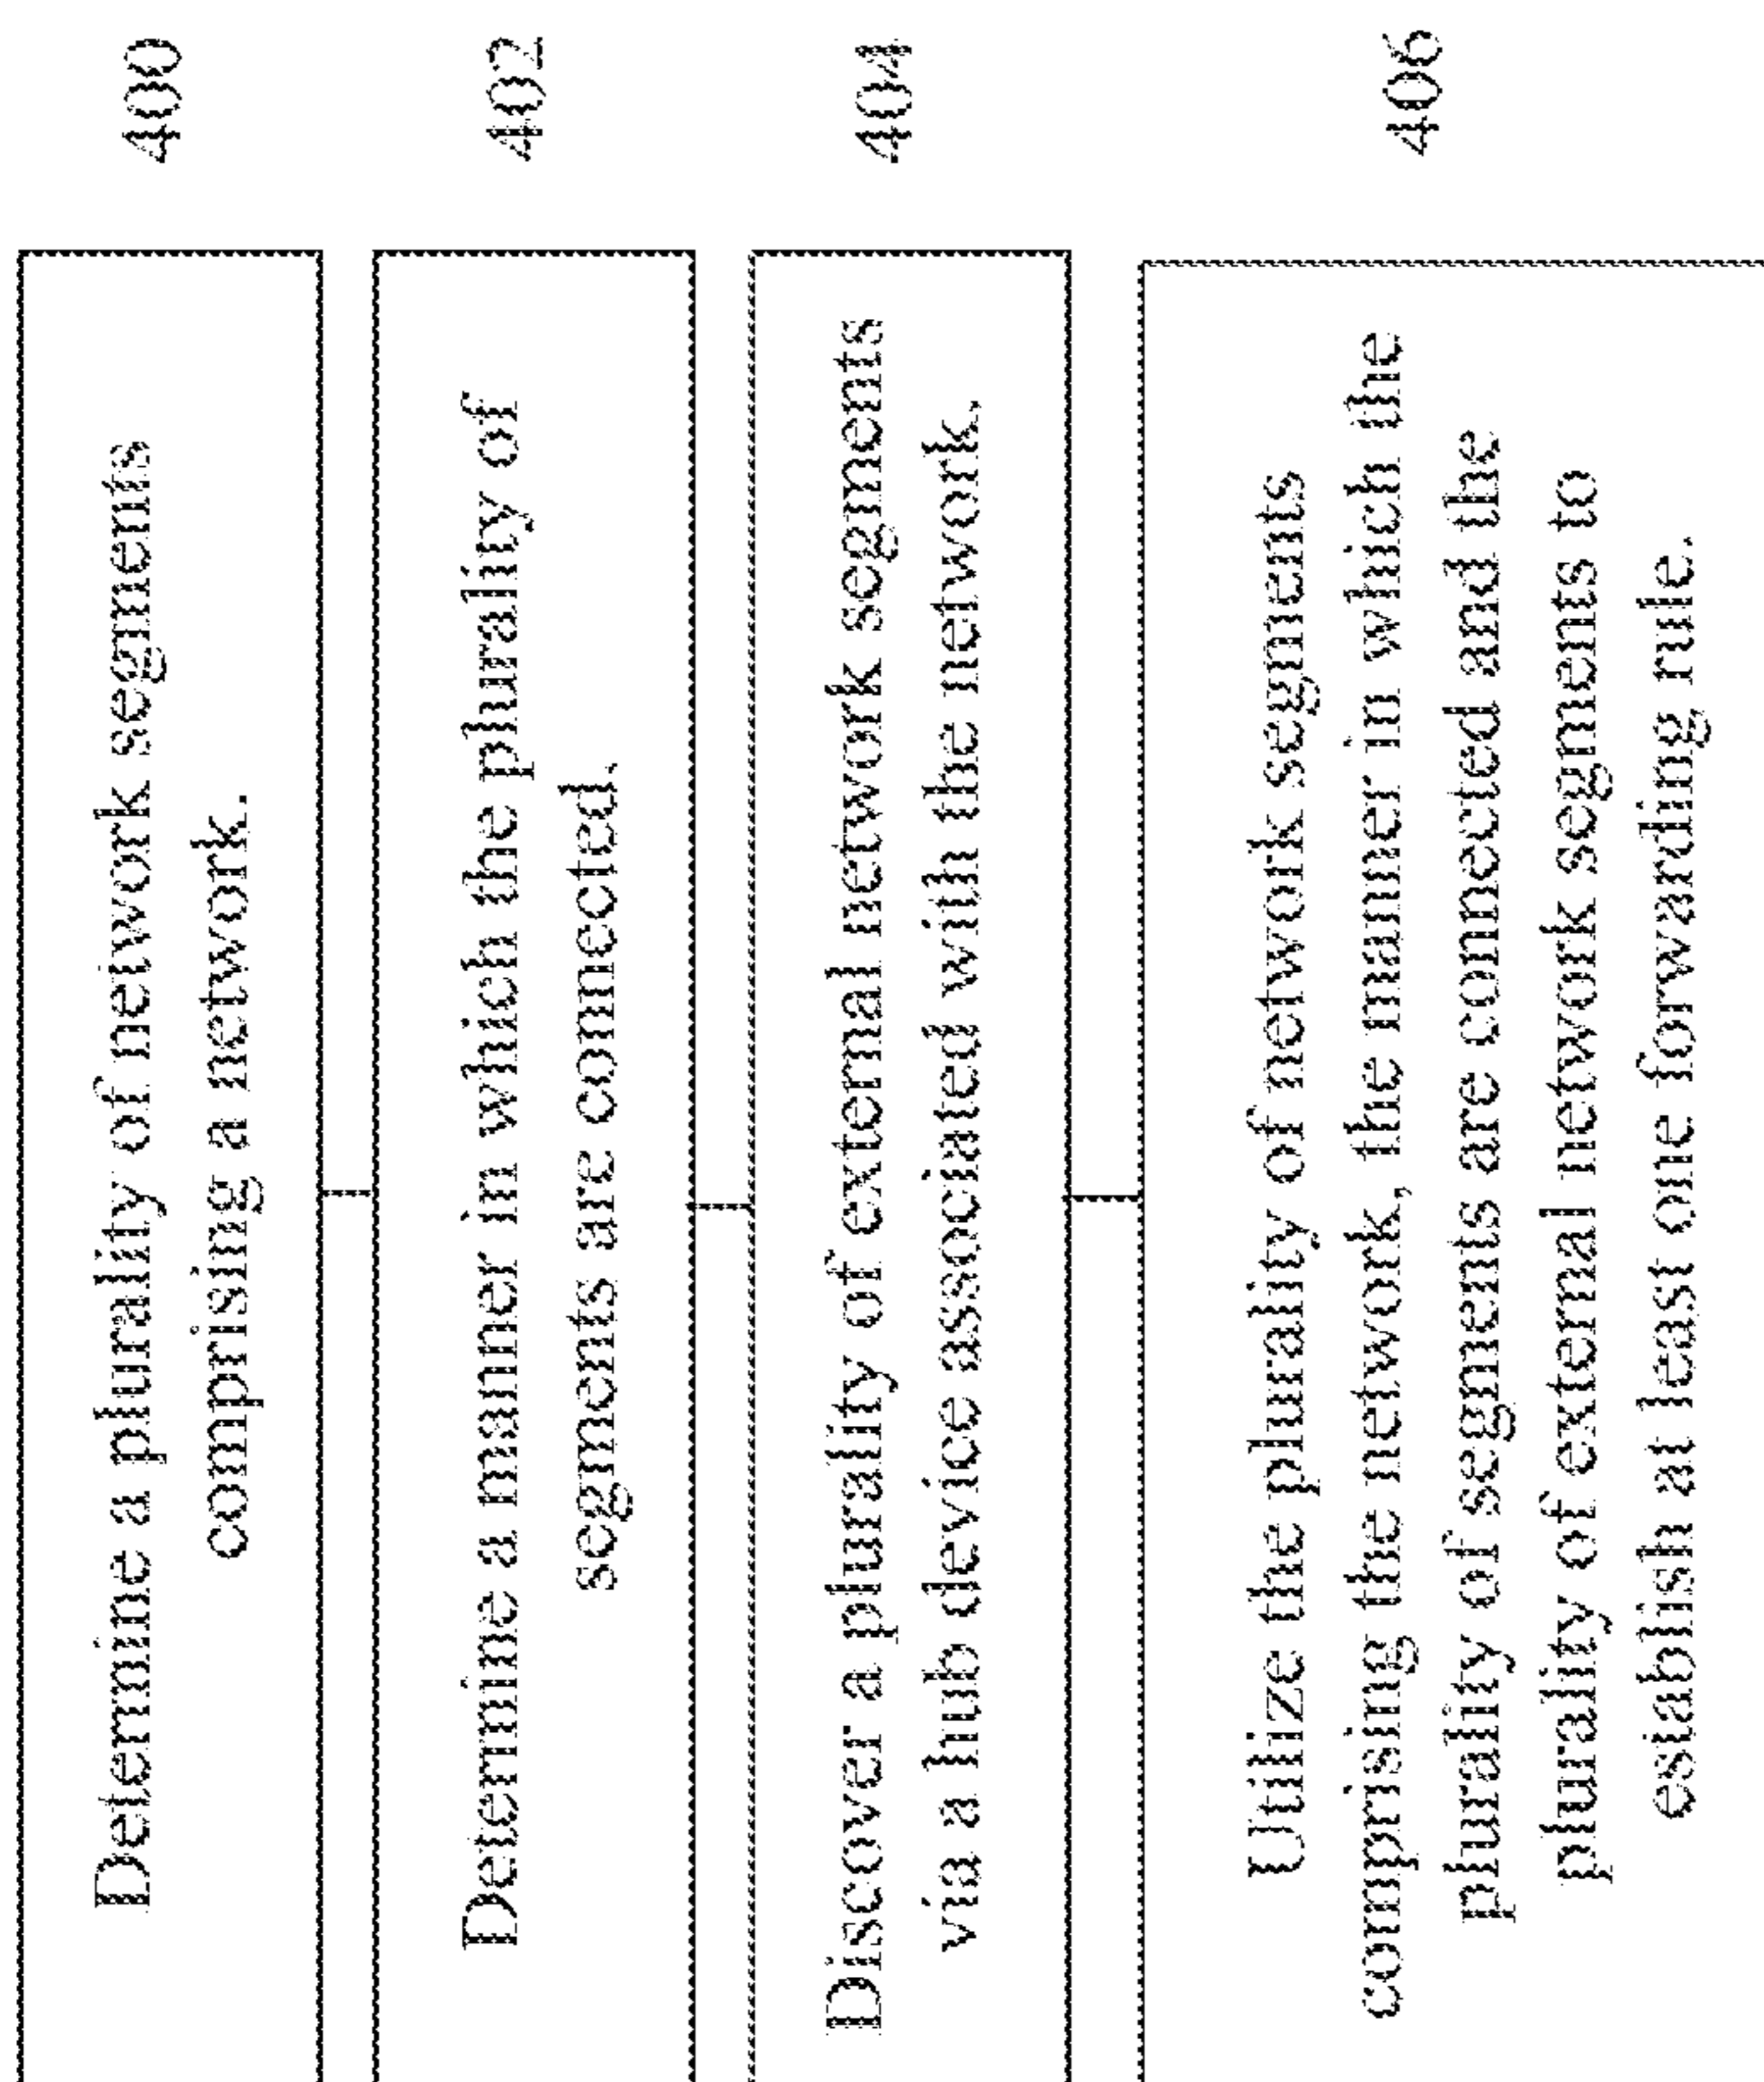 Determine a plurality of network segments
comprising a network.
400
Determine a manner in which the plurality of
segments are connected.
402
Discover a plurality of external network segments
via a hub device associated with the network.
404
Utilize the plurality of network segments
comprising the network, the manner in which the
plurality of segments are connected and the
plurality of external network segments to
establish at least one forwarding rule.
406